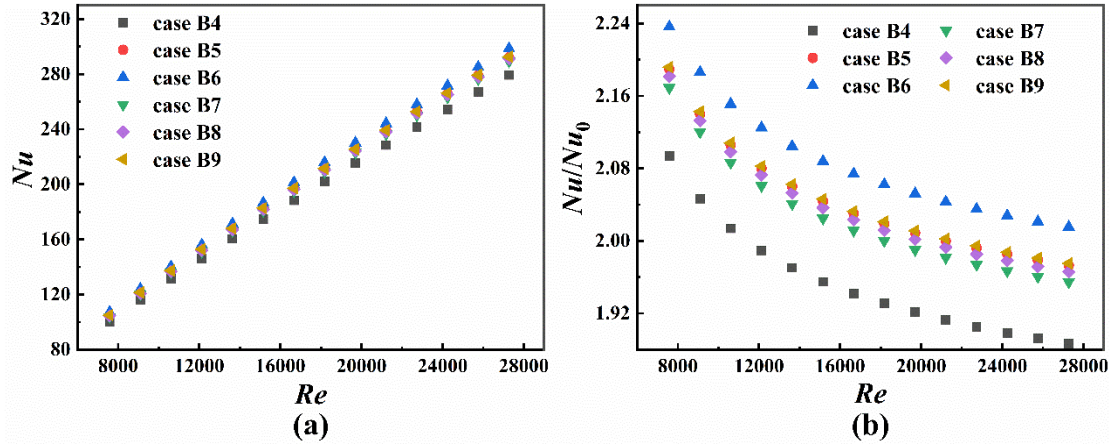 320
280
240
200
160
120
80
Nu
case B4
case B5
case B6
casc B7
case B8
case B9
8000 12000 16000 20000 24000 28000
Re
(a)
2.24
2.16
2.08
2.00
1.92
Nu/Nu₀
case B4 case B7
case B5 case B8
casc B6 casc B9
8000 12000 16000 20000 24000 28000
Re
(b)